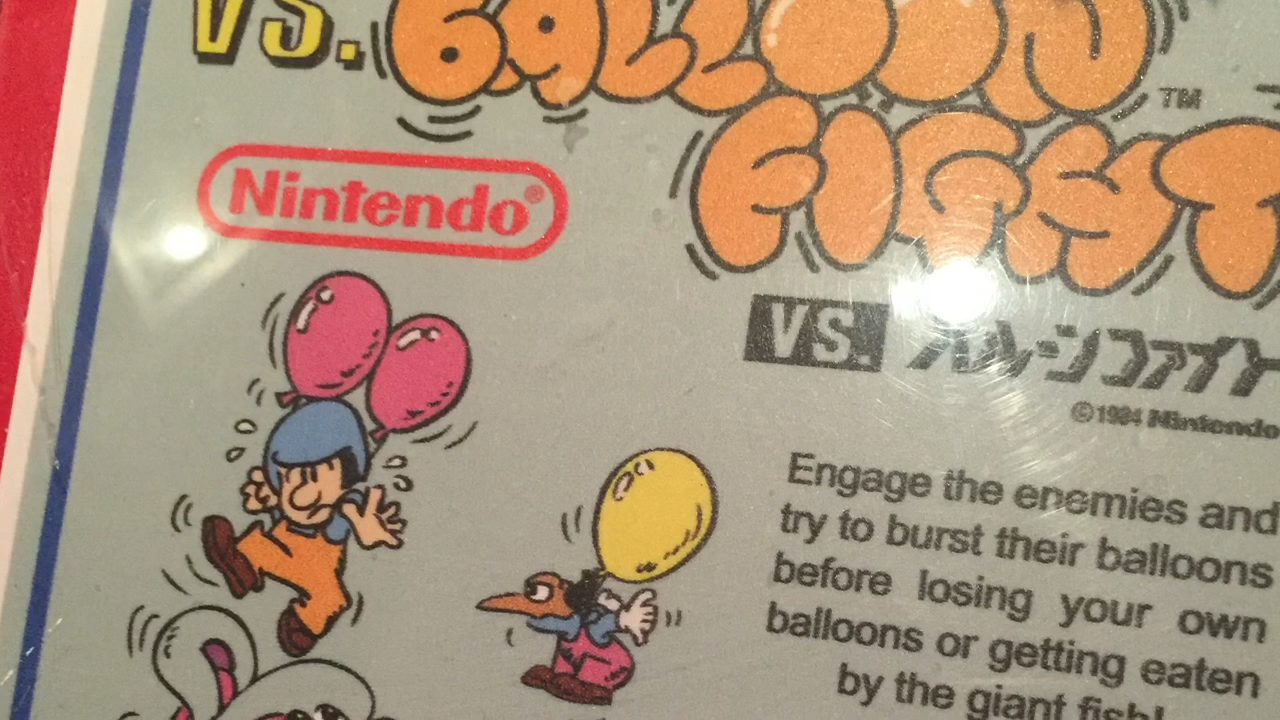 VS. BALLOON
TM
FIGHT
Nintendo®
VS. バルーンファイト
©1984 Nintendo
Engage the enemies and
try to burst their balloons
before losing your own
balloons or getting eaten
by the giant fish!